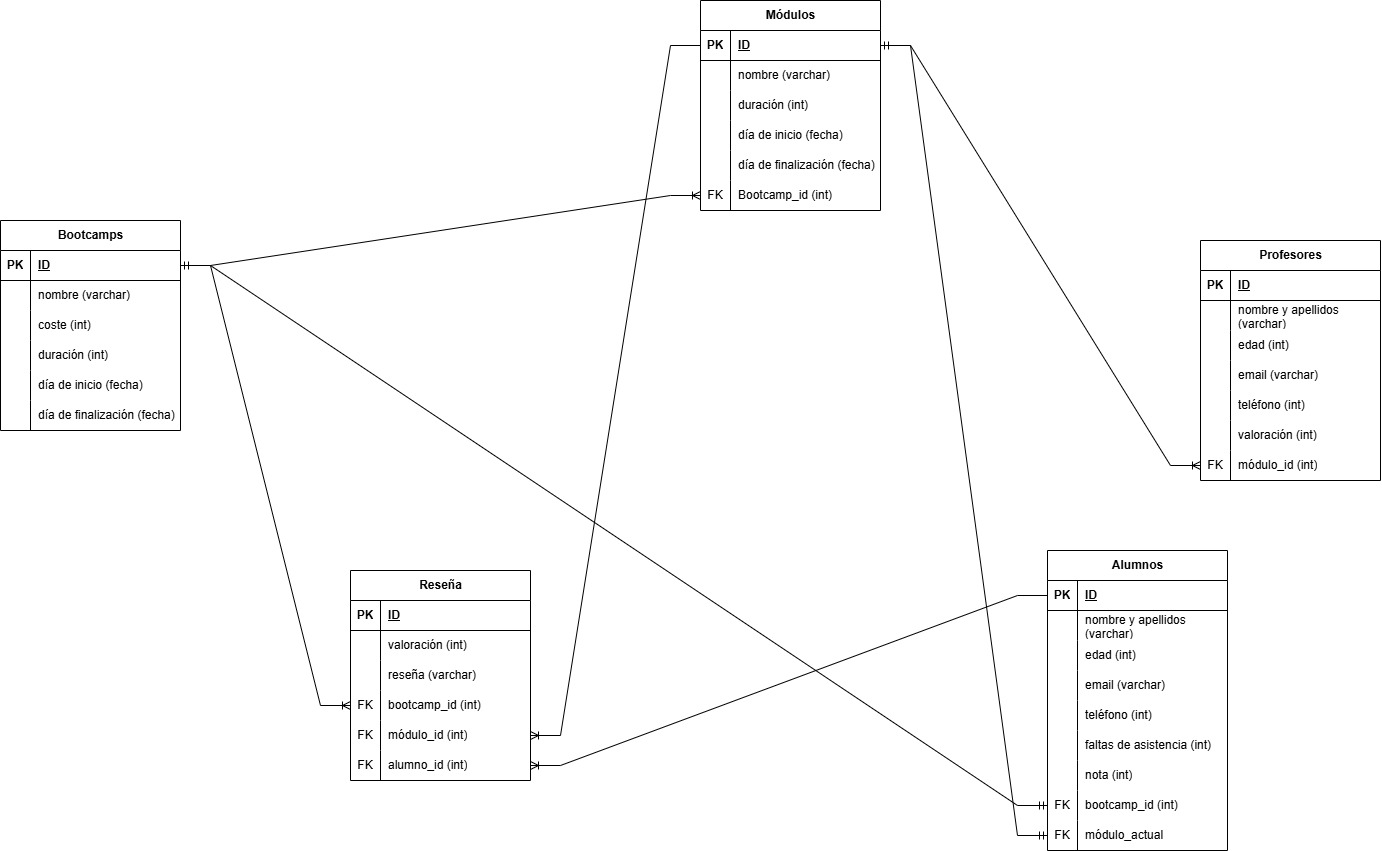 Módulos
PK ID
nombre (varchar)
duración (int)
día de inicio (fecha)
día de finalización (fecha)
FK Bootcamp_id (int)
Bootcamps
PK ID
nombre (varchar)
coste (int)
duración (int)
día de inicio (fecha)
día de finalización (fecha)
Profesores
PK ID
nombre y apellidos
(varchar)
edad (int)
email (varchar)
teléfono (int)
valoración (int)
FK módulo_id (int)
Reseña
PK ID
valoración (int)
reseña (varchar)
FK bootcamp_id (int)
FK módulo_id (int)
FK alumno_id (int)
Alumnos
PK ID
nombre y apellidos
(varchar)
edad (int)
email (varchar)
teléfono (int)
faltas de asistencia (int)
nota (int)
FK bootcamp_id (int)
FK módulo_actual